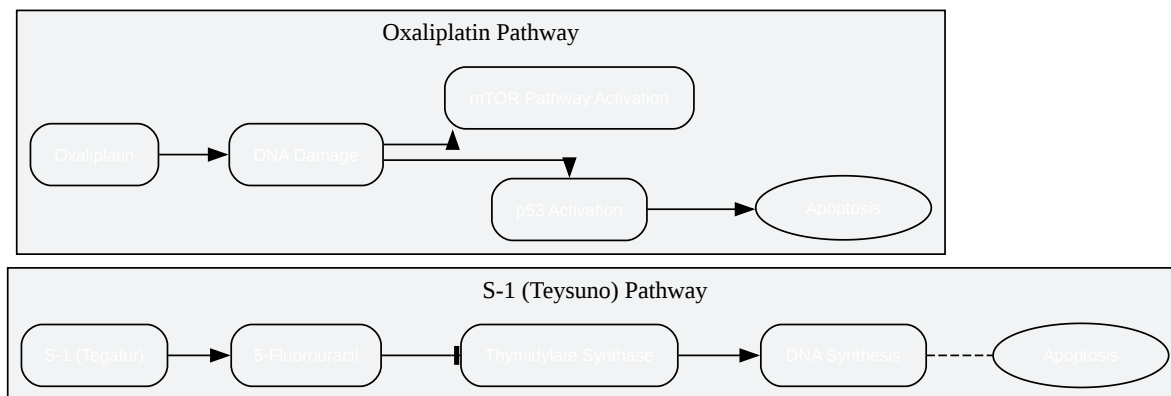 Oxaliplatin Pathway
mTOR Pathway Activation
Oxaliplatin
DNA Damage
p53 Activation
Apoptosis
S-1 (Teysuno) Pathway
S-1 (Tegafur)
5-Fluorouracil
Thymidylate Synthase
DNA Synthesis
Apoptosis